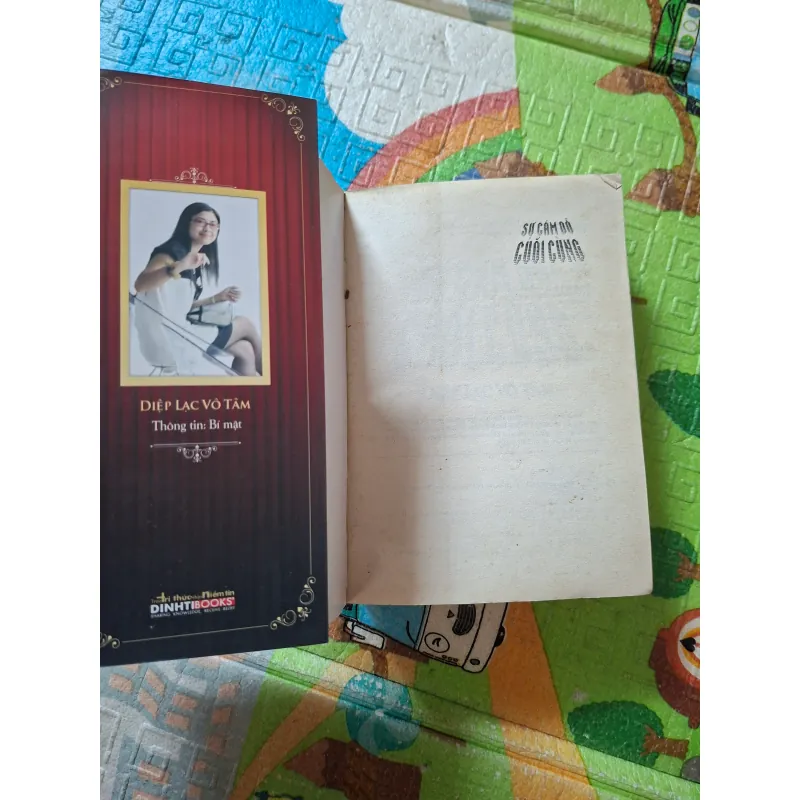 DIỆP LẠC VÔ TÂM
Thông tin: Bí mật
DINHTIBOOKS
SỰ CÁM DỖ
CUỐI CÙNG